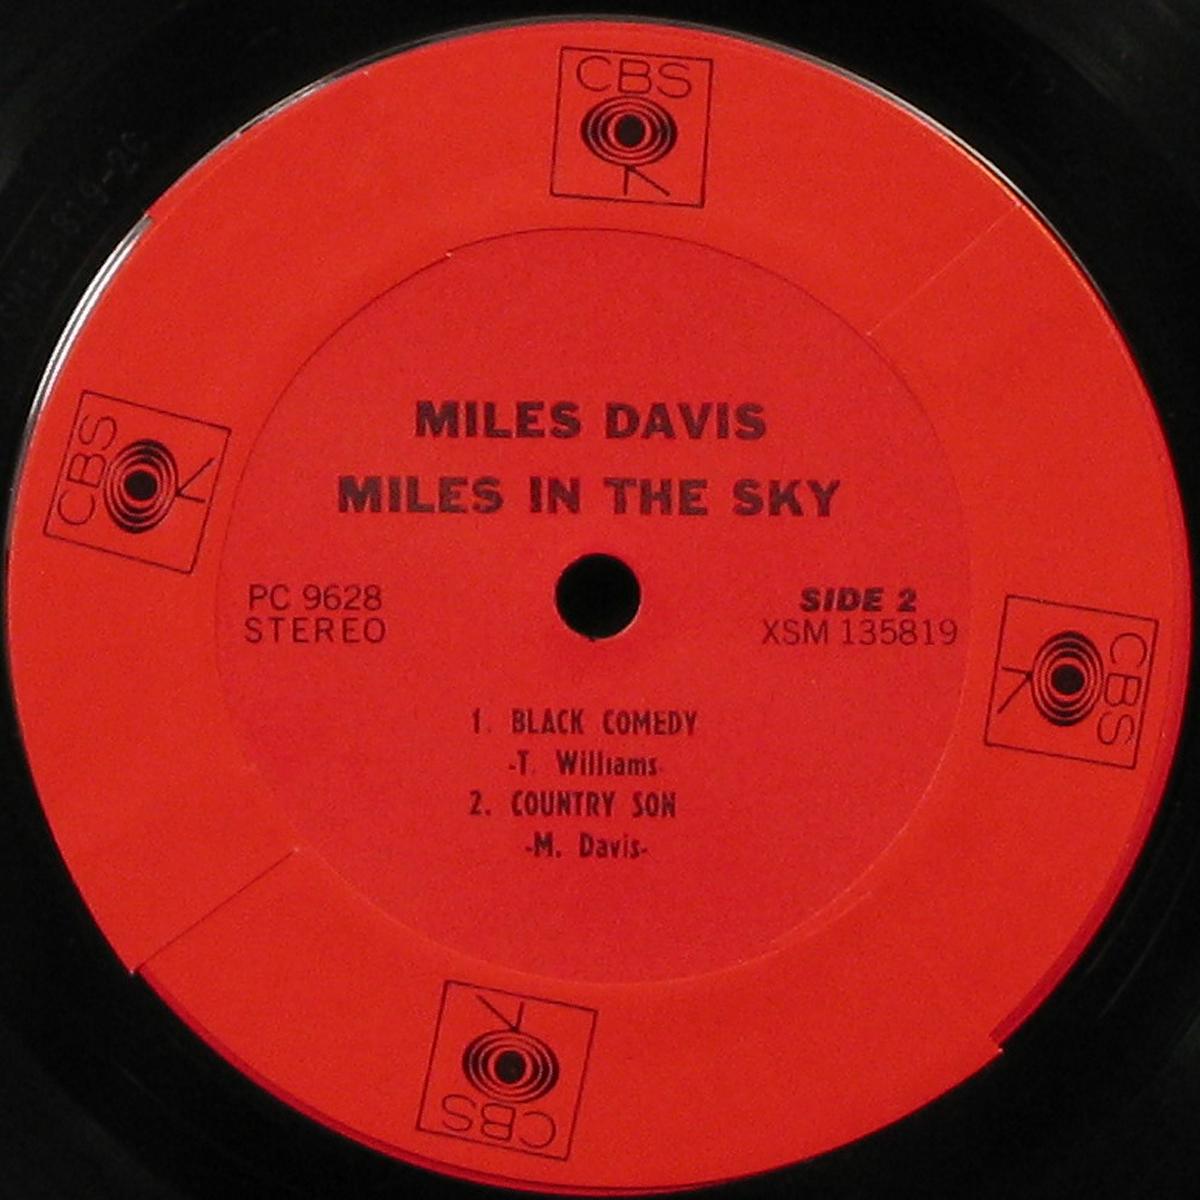 CBS
MILES DAVIS
MILES IN THE SKY
CBS
PC 9628
STEREO
SIDE 2
XSM 135819
CBS
1. BLACK COMEDY
-T. Williams-
2. COUNTRY SON
-M. Davis-
CBS